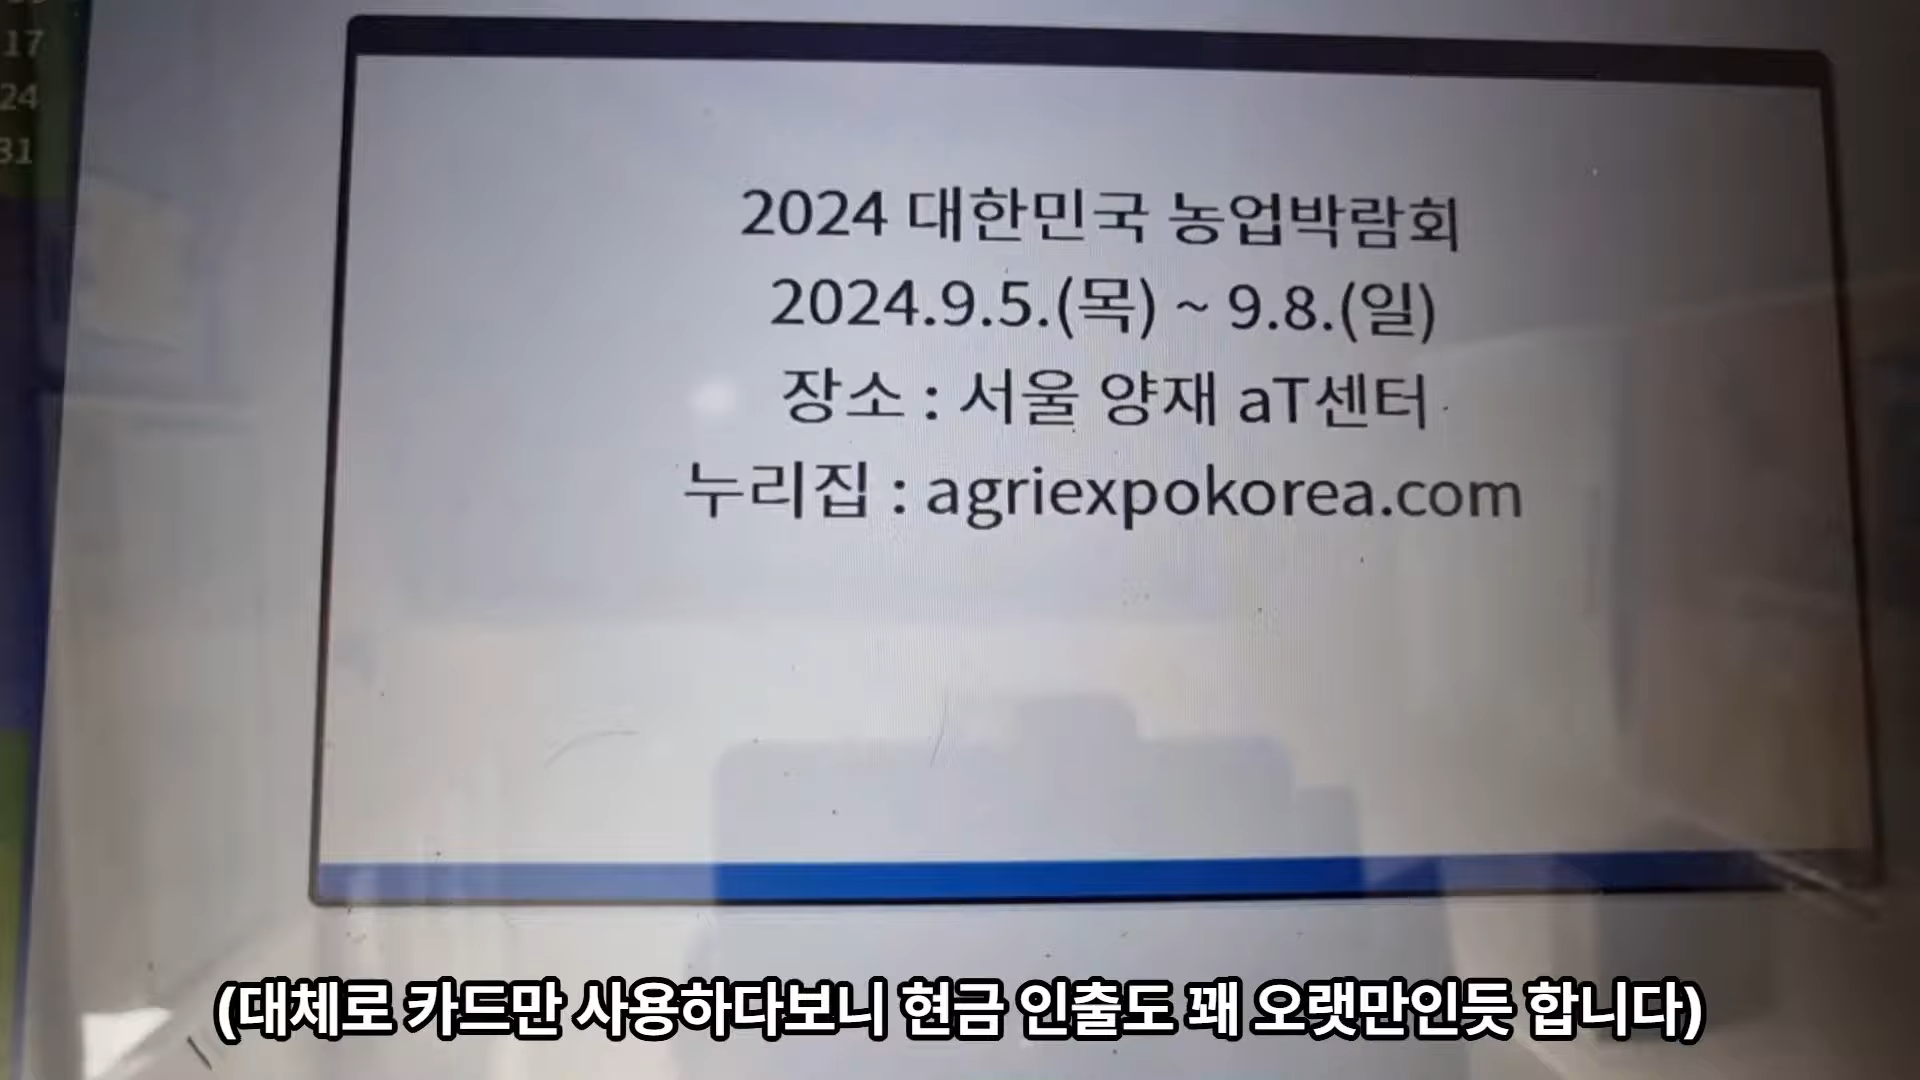 17
24
31
2024 대한민국 농업박람회
2024.9.5.(목) ~ 9.8.(일)
장소 : 서울 양재 aT센터
누리집 : agriexpokorea.com
(대체로 카드만 사용하다보니 현금 인출도 꽤 오랫만인듯 합니다)